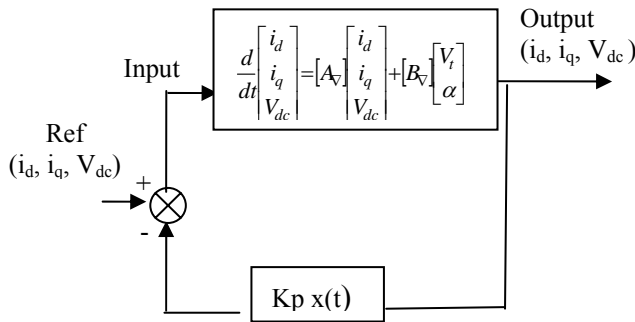 Output
(i_d, i_q, V_dc)
Input
d/dt [i_d i_q V_dc] = [A_∇] [i_d i_q V_dc] + [B_∇] [V_t α]
Ref
(i_d, i_q, V_dc)
+
-
Kp x(t)